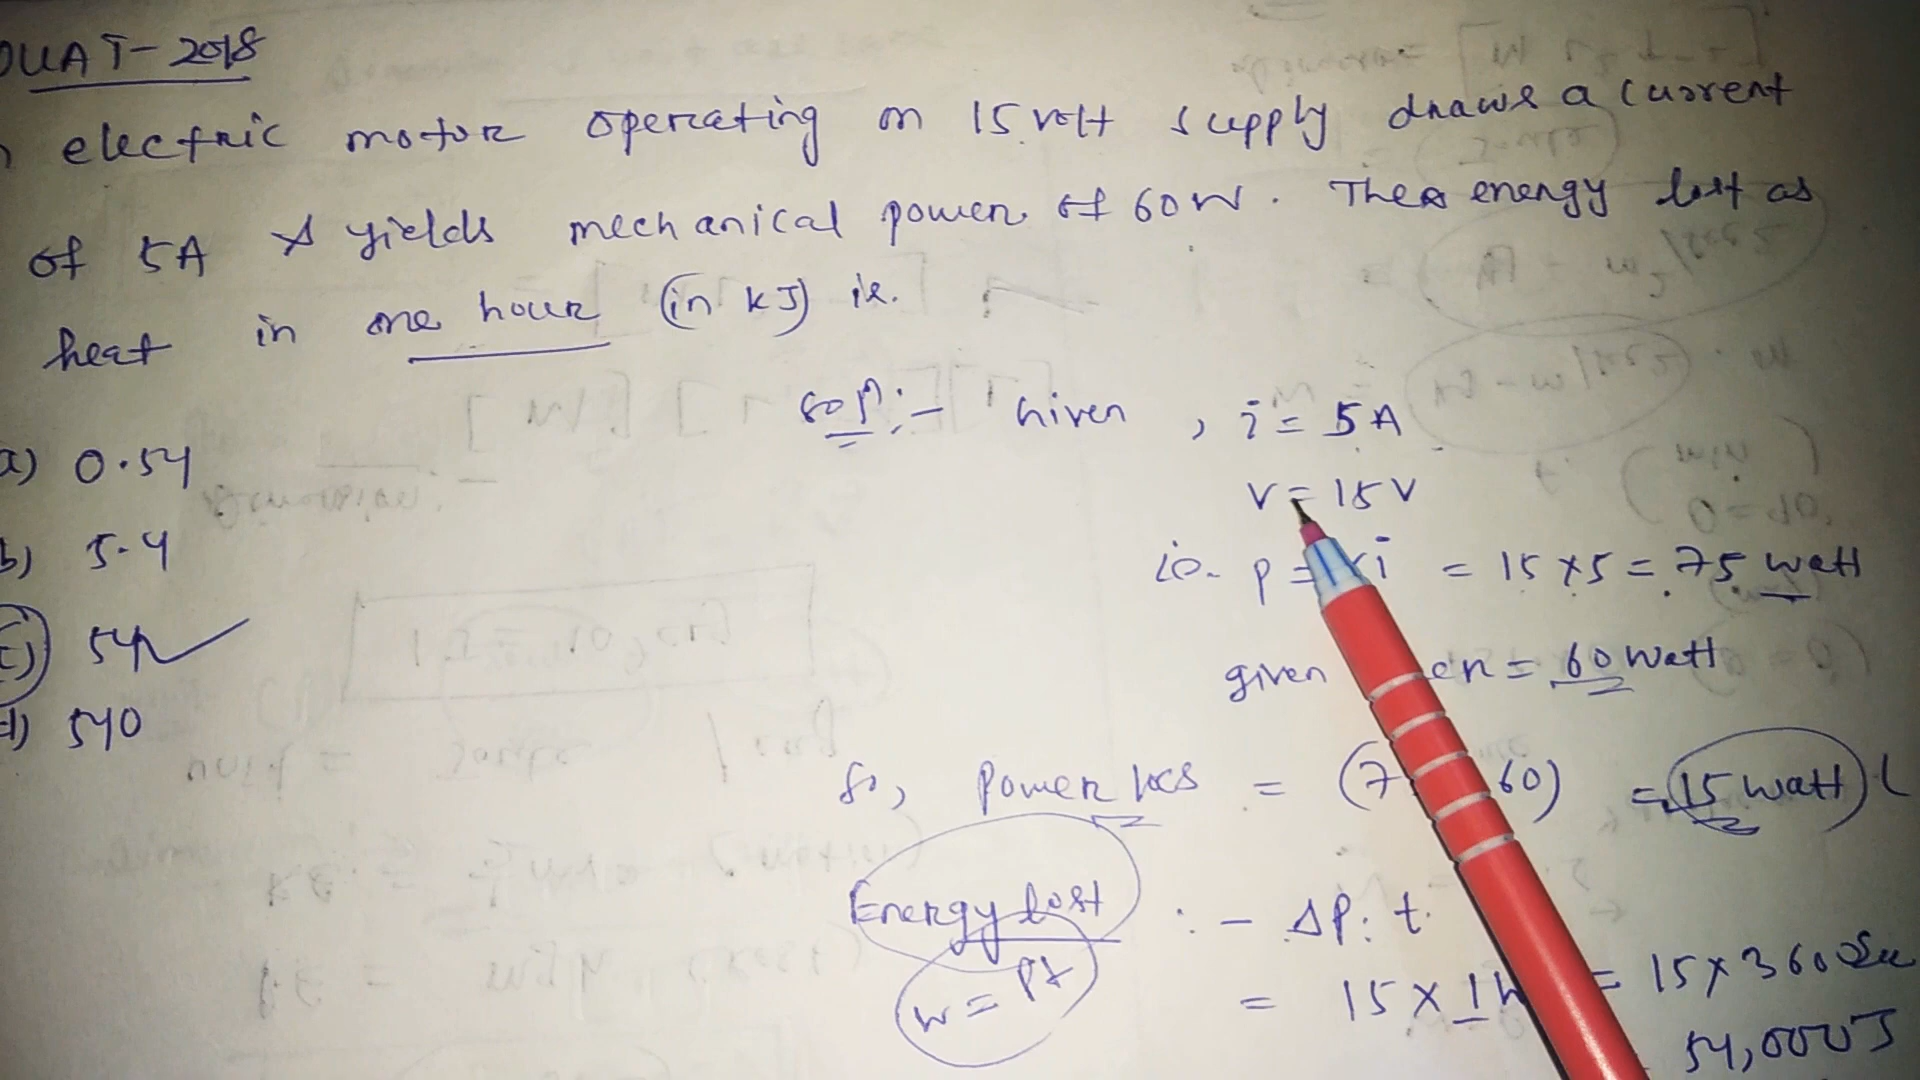 OUAT-2018
electric motor operating on 15 volt supply draws a current
of 5A & yields mechanical power of 60W. The energy lost as
heat in one hour (in kJ) is.
a) 0.54
b) 5.4
c) 54
d) 540
Sol:- Given, i = 5A
V = 15V
P = Vi = 15×5 = 75 watt
given = 60 watt
So, Power loss = (7 60) = 15 watt
Energy lost :- ΔP. t.
W = Pt
= 15 × 1h = 15×3600 Sec
54,000 J